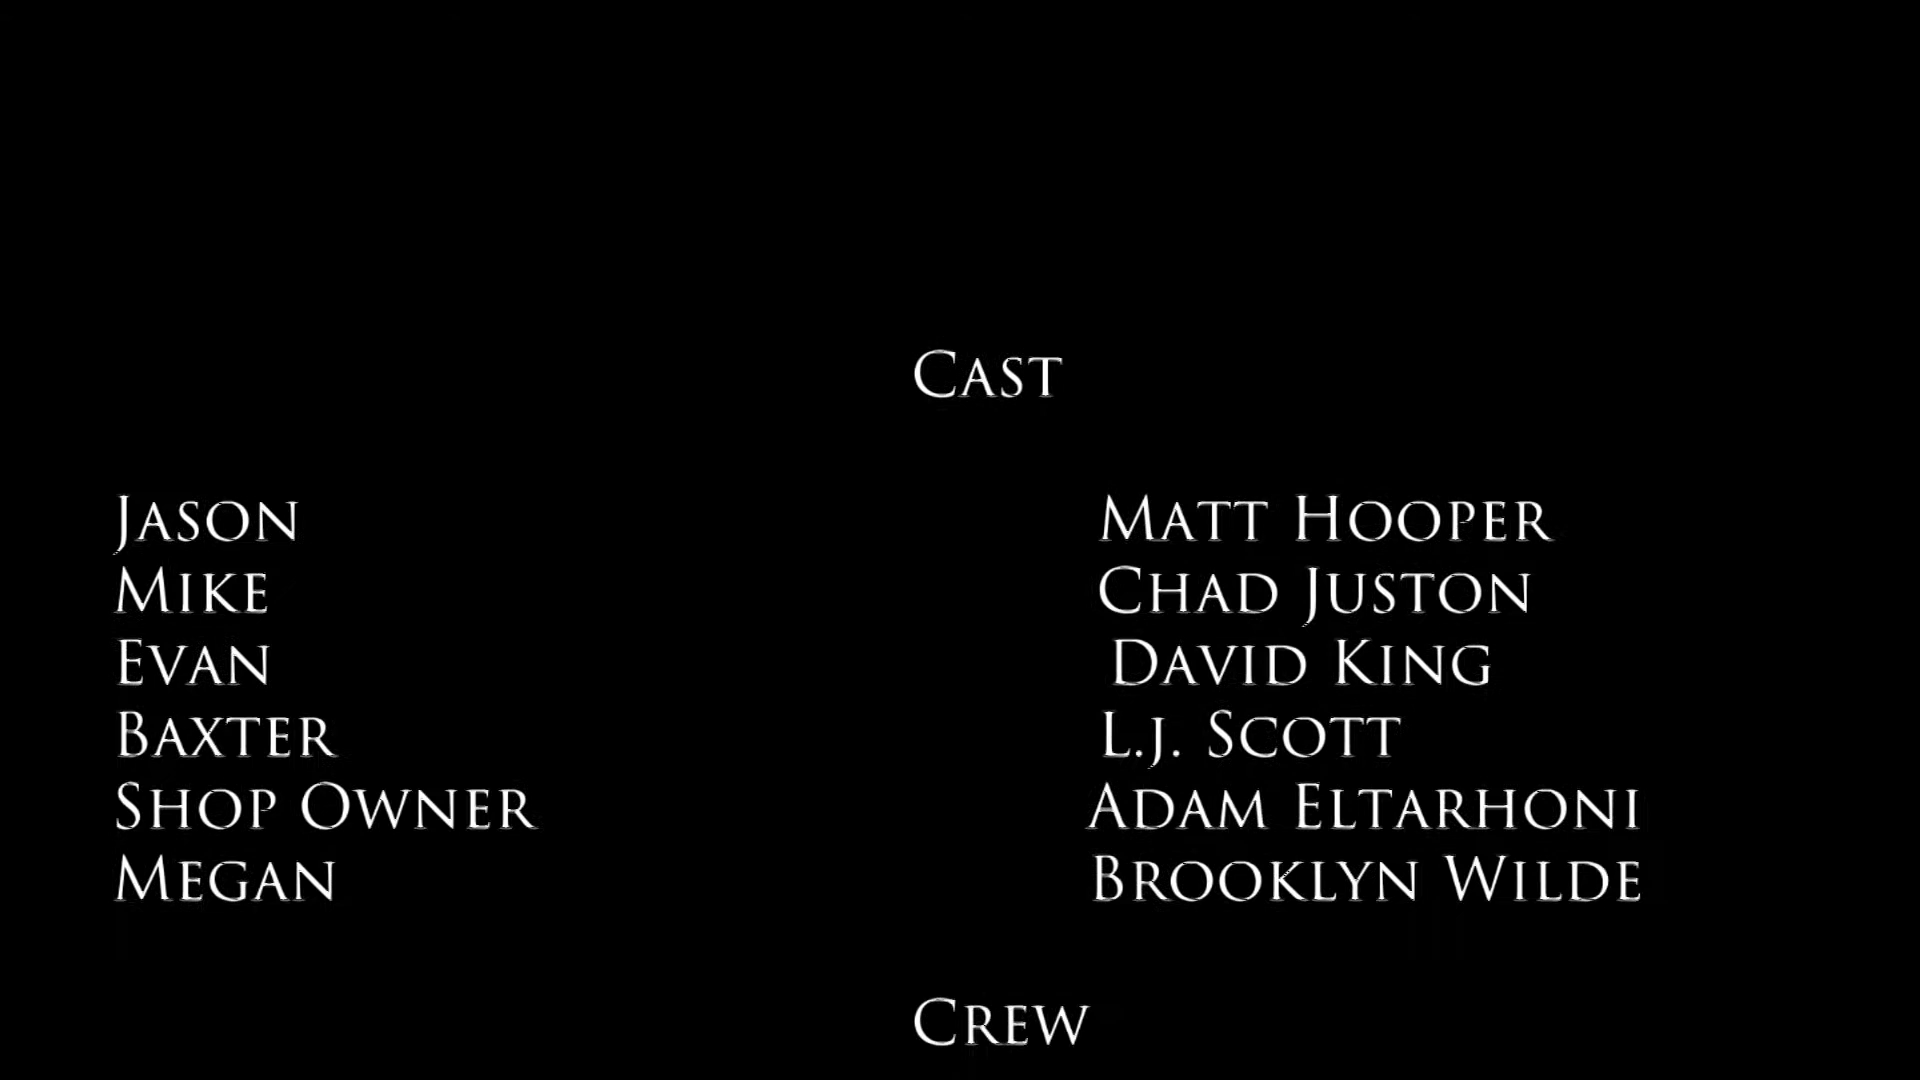 Cast
Jason Matt Hooper
Mike Chad Juston
Evan David King
Baxter L.J. Scott
Shop Owner Adam Eltarhoni
Megan Brooklyn Wilde
Crew